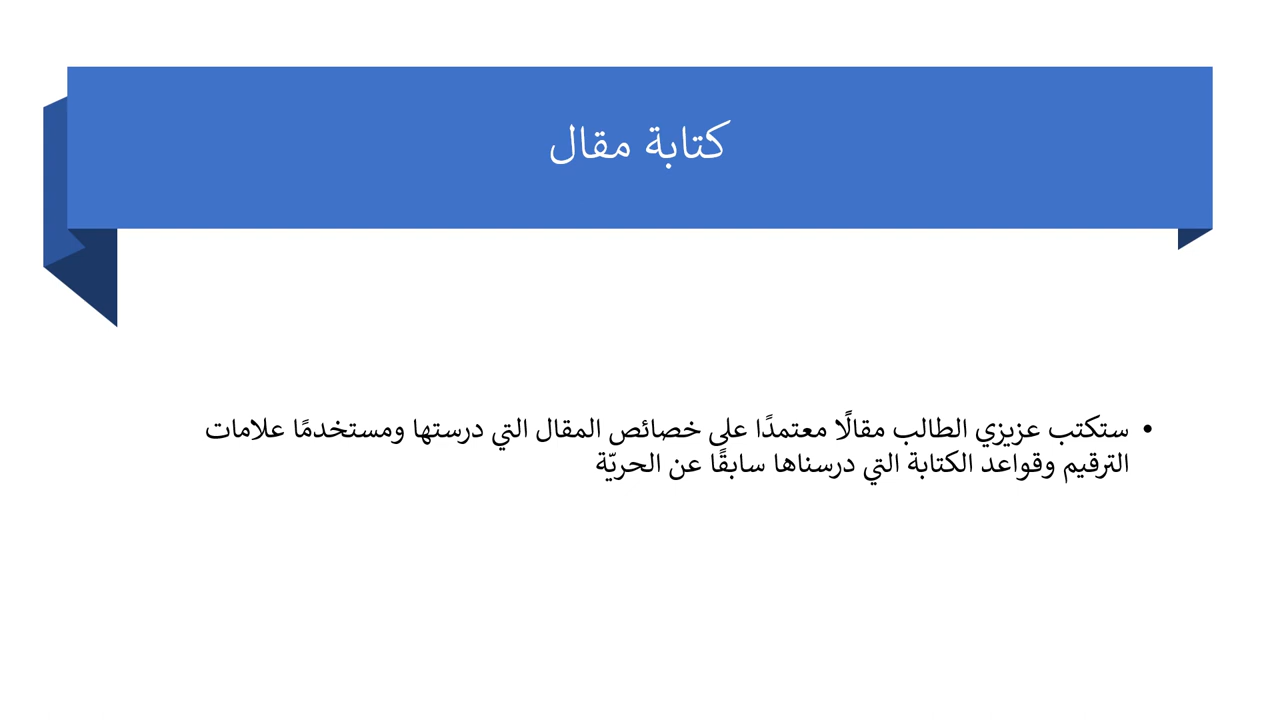 كتابة مقال
• ستكتب عزيزي الطالب مقالًا معتمدًا على خصائص المقال التي درستها ومستخدمًا علامات
الترقيم وقواعد الكتابة التي درسناها سابقًا عن الحريّة